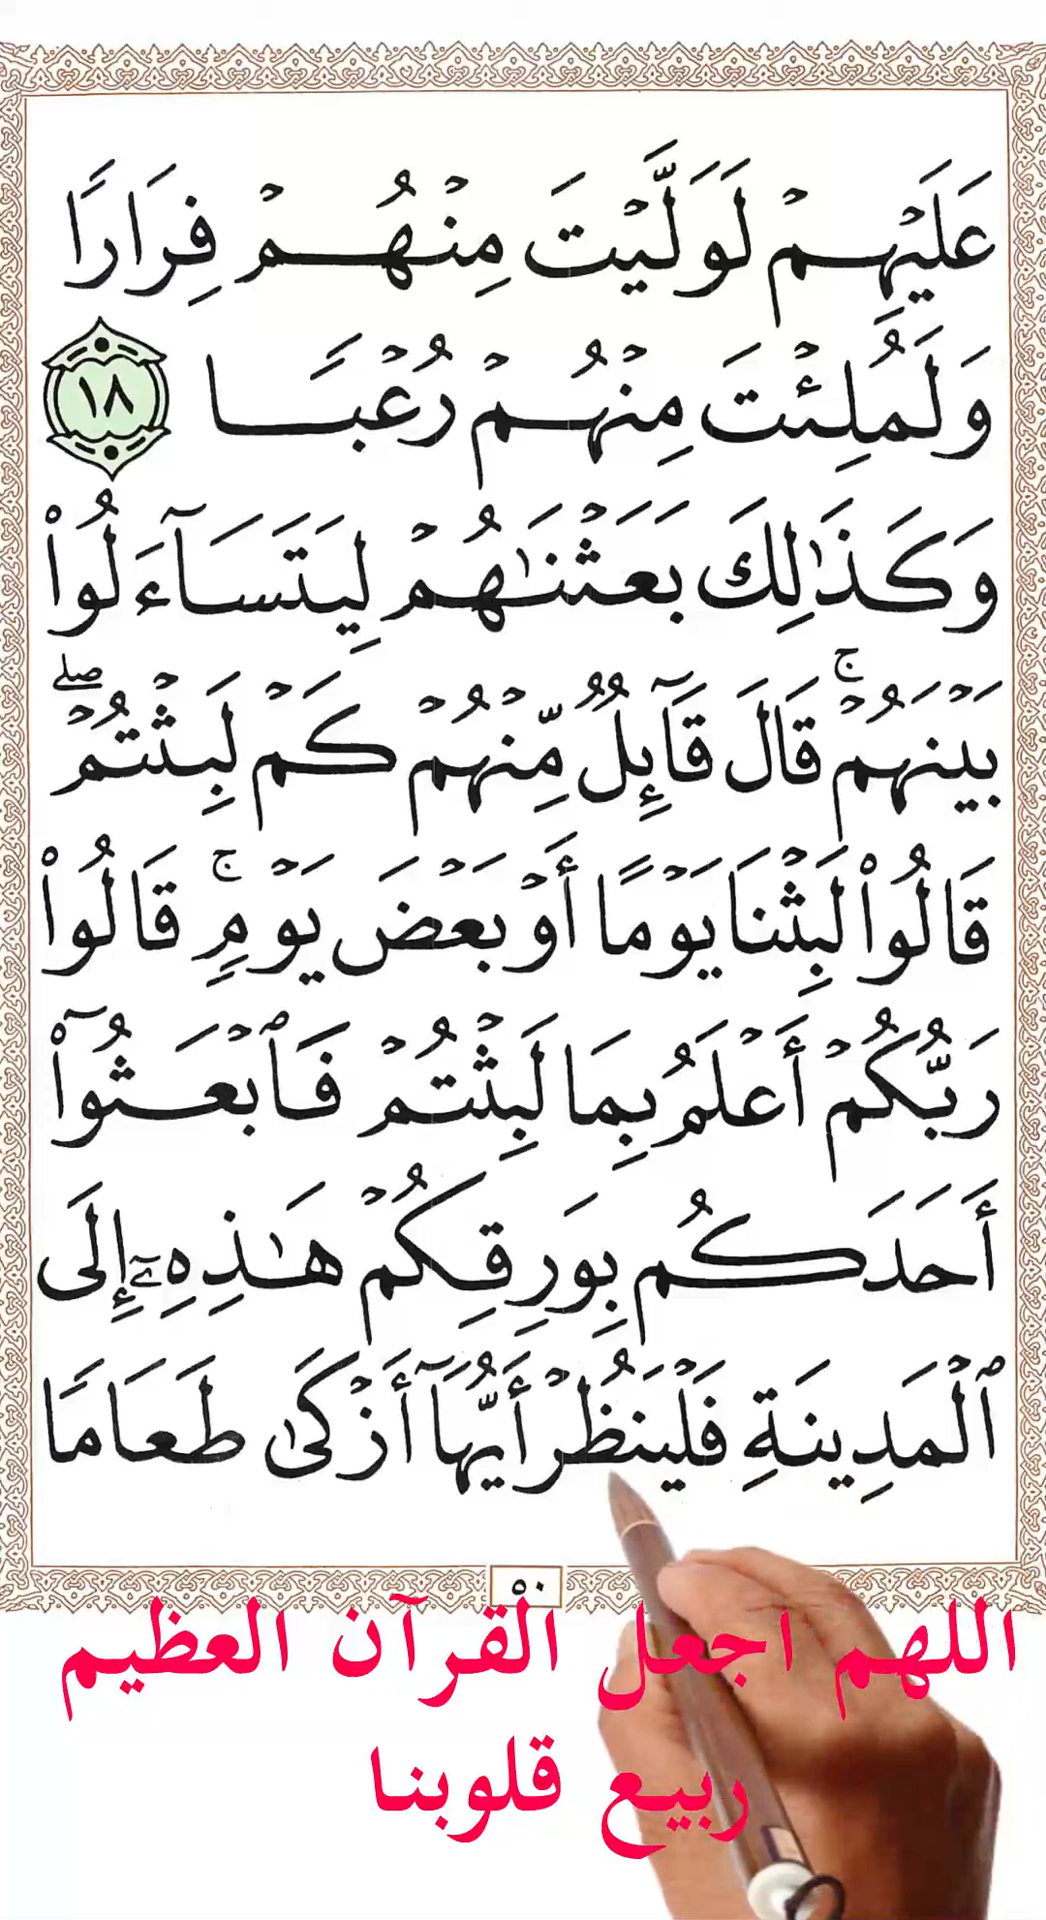 عَلَيْهِمْ لَوَلَّيْتَ مِنْهُمْ فِرَارًا
وَلَمُلِئْتَ مِنْهُمْ رُعْبًا ١٨
وَكَذَٰلِكَ بَعَثْنَٰهُمْ لِيَتَسَآءَلُوا۟
بَيْنَهُمْ ۚ قَالَ قَآئِلٌ مِّنْهُمْ كَمْ لَبِثْتُمْ ۖ
قَالُوا۟ لَبِثْنَا يَوْمًا أَوْ بَعْضَ يَوْمٍ ۚ قَالُوا۟
رَبُّكُمْ أَعْلَمُ بِمَا لَبِثْتُمْ فَٱبْعَثُوٓا۟
أَحَدَكُم بِوَرِقِكُمْ هَٰذِهِۦٓ إِلَى
ٱلْمَدِينَةِ فَلْيَنظُرْ أَيُّهَآ أَزْكَىٰ طَعَامًا
٥٠
اللهم اجعل القرآن العظيم
ربيع قلوبنا